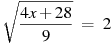 √((4x + 28)/9) = 2